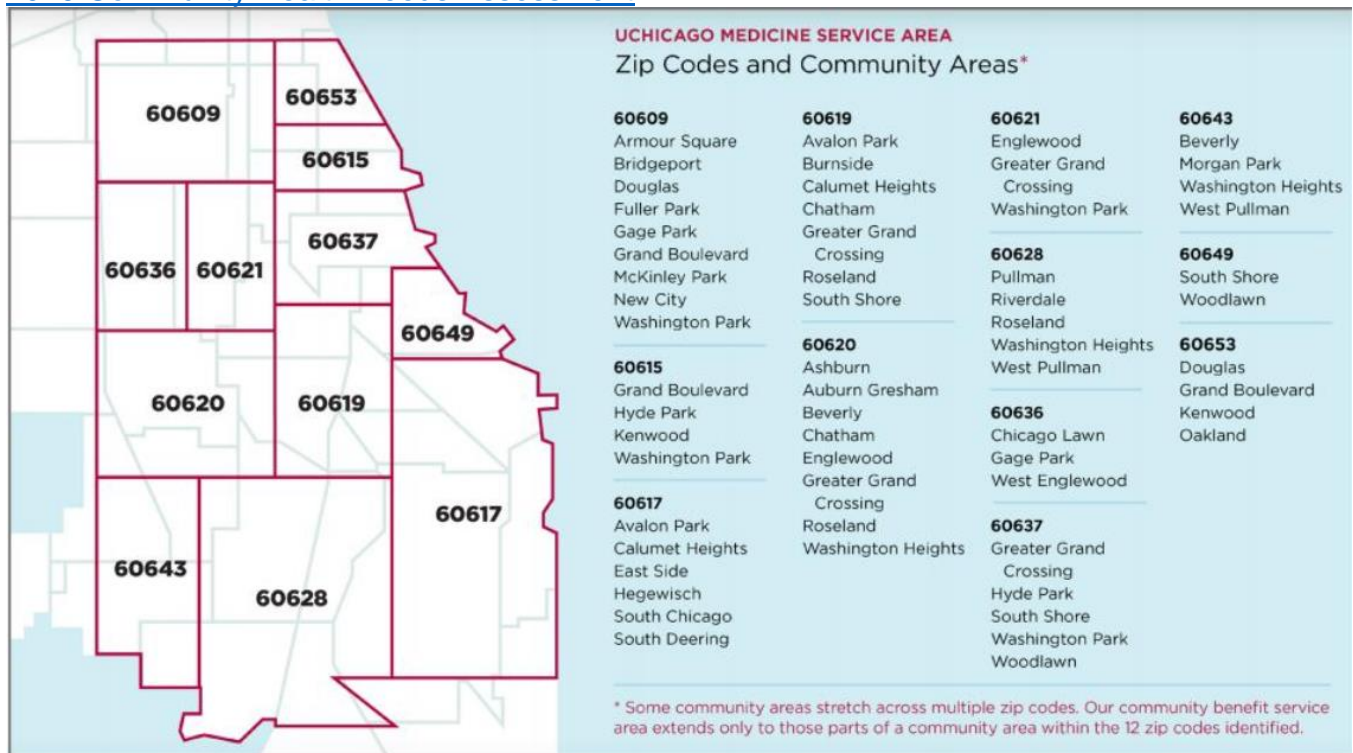 UCHICAGO MEDICINE SERVICE AREA
Zip Codes and Community Areas*
60609
Armour Square
Bridgeport
Douglas
Fuller Park
Gage Park
Grand Boulevard
McKinley Park
New City
Washington Park
60615
Grand Boulevard
Hyde Park
Kenwood
Washington Park
60617
Avalon Park
Calumet Heights
East Side
Hegewisch
South Chicago
South Deering
60619
Avalon Park
Burnside
Calumet Heights
Chatham
Greater Grand
Crossing
Roseland
South Shore
60620
Ashburn
Auburn Gresham
Beverly
Chatham
Englewood
Greater Grand
Crossing
Roseland
Washington Heights
60621
Englewood
Greater Grand
Crossing
Washington Park
60628
Pullman
Riverdale
Roseland
Washington Heights
West Pullman
60636
Chicago Lawn
Gage Park
West Englewood
60637
Greater Grand
Crossing
Hyde Park
South Shore
Washington Park
Woodlawn
60643
Beverly
Morgan Park
Washington Heights
West Pullman
60649
South Shore
Woodlawn
60653
Douglas
Grand Boulevard
Kenwood
Oakland
* Some community areas stretch across multiple zip codes. Our community benefit service
area extends only to those parts of a community area within the 12 zip codes identified.
60609
60653
60615
60637
60636
60621
60649
60620
60619
60617
60643
60628